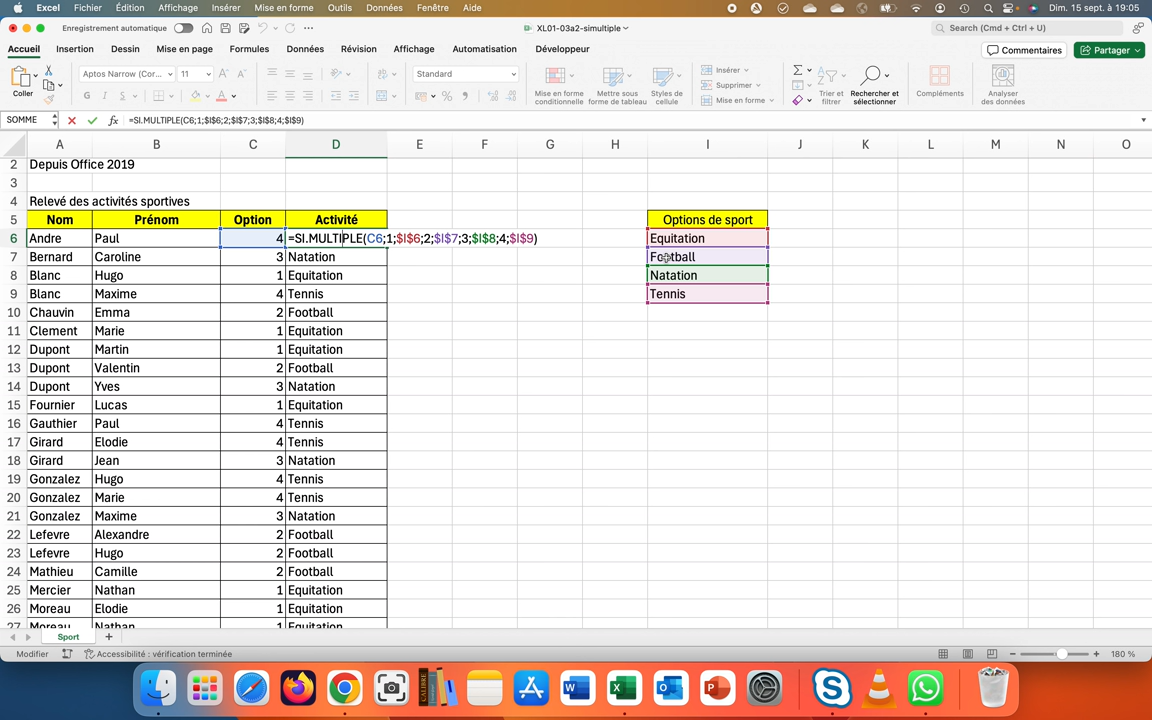 Excel Fichier Édition Affichage Insérer Mise en forme Outils Données Fenêtre Aide Dim. 15 sept. à 19:05
Enregistrement automatique XL01-03a2-simultiple Search (Cmd + Ctrl + U)
Accueil Insertion Dessin Mise en page Formules Données Révision Affichage Automatisation Développeur Commentaires Partager
Coller Aptos Narrow (Cor... 11 Standard Mise en forme conditionnelle Mettre sous forme de tableau Styles de cellule Insérer Supprimer Mise en forme Trier et filtrer Rechercher et sélectionner Compléments Analyser des données
G I S
SOMME fx =SI.MULTIPLE(C6;1;$I$6;2;$I$7;3;$I$8;4;$I$9)
A B C D E F G H I J K L M N O
2 Depuis Office 2019
3
4 Relevé des activités sportives
5 Nom Prénom Option Activité Options de sport
6 Andre Paul 4 =SI.MULTIPLE(C6;1;$I$6;2;$I$7;3;$I$8;4;$I$9) Equitation
7 Bernard Caroline 3 Natation Football
8 Blanc Hugo 1 Equitation Natation
9 Blanc Maxime 4 Tennis Tennis
10 Chauvin Emma 2 Football
11 Clement Marie 1 Equitation
12 Dupont Martin 1 Equitation
13 Dupont Valentin 2 Football
14 Dupont Yves 3 Natation
15 Fournier Lucas 1 Equitation
16 Gauthier Paul 4 Tennis
17 Girard Elodie 4 Tennis
18 Girard Jean 3 Natation
19 Gonzalez Hugo 4 Tennis
20 Gonzalez Marie 4 Tennis
21 Gonzalez Maxime 3 Natation
22 Lefevre Alexandre 2 Football
23 Lefevre Hugo 2 Football
24 Mathieu Camille 2 Football
25 Mercier Nathan 1 Equitation
26 Moreau Elodie 1 Equitation
27 Moreau Nathan 1 Equitation
Sport
Modifier Accessibilité : vérification terminée 180 %